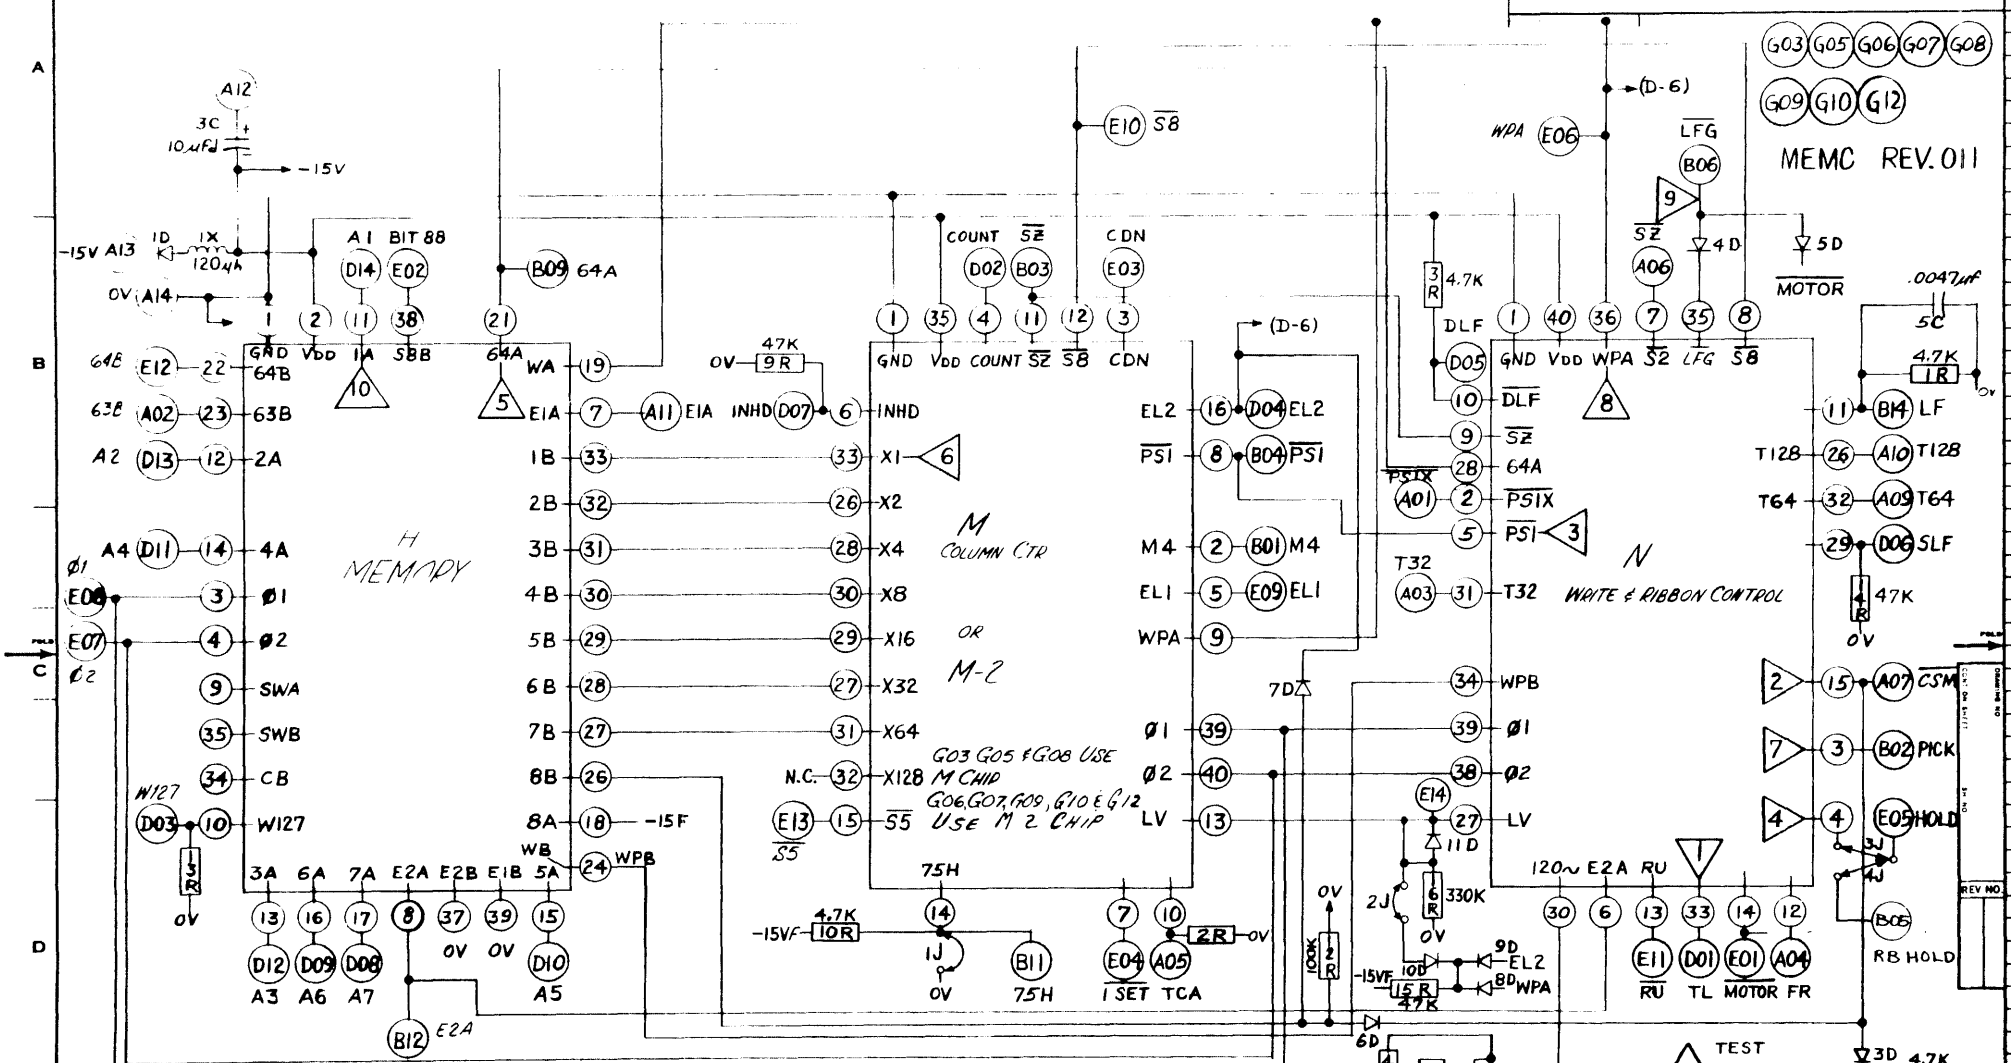 A
B
C
D
FOLD
G03 G05 G06 G07 G08
G09 G10 G12
MEMC REV. 011
A12
3C
10µFd
+
-
-15V
-15V A13
1D
1X
120µh
0V A14
A1 BIT 88
D14 E02
B09 64A
1 2 11 38 21
GND VDD 1A S8B 64A
10
5
64B E12 22 64B
63B A02 23 63B
A2 D13 12 2A
A4 D11 14 4A
Ø1
E08 3 Ø1
E07 4 Ø2
Ø2
9 SWA
35 SWB
34 CB
W127
D03 10 W127
13R
0V
H
MEMORY
WA 19
E1A 7 A11 E1A
1B 33
2B 32
3B 31
4B 30
5B 29
6B 28
7B 27
8B 26
8A 18 -15F
WB 24 WPB
3A 6A 7A E2A E2B E1B 5A
13 16 17 8 37 39 15
D12 D09 D08 0V 0V D10
A3 A6 A7 A5
B12 E2A
COUNT SZ CDN
D02 B03 E03
E10 S8
1 35 4 11 12 3
GND VDD COUNT SZ S8 CDN
47K
0V 9R
INHD D07 6 INHD
33 X1 6
26 X2
28 X4
30 X8
29 X16
27 X32
31 X64
N.C. 32 X128
E13 15 S5
S5
M
COLUMN CTR
OR
M-2
G03 G05 & G08 USE
M CHIP
G06, G07, G09, G10 & G12
USE M 2 CHIP
(D-6)
EL2 16 D04 EL2
PS1 8 B04 PS1
M4 2 B01 M4
EL1 5 E09 EL1
WPA 9
Ø1 39
Ø2 40
LV 13
7D
75H
14 7 10
4.7K
-15VF 10R
1J
0V
B11
75H
E04 A05
1 SET TCA
2R 0V
0V
100K
12R
6D
(D-6)
WPA E06
LFG
B06
9
4D 5D
MOTOR
SZ
A06
3R 4.7K
DLF
D05
1 40 36 7 35 8
GND VDD WPA S2 LFG S8
8
10 DLF
9 SZ
28 64A
PS1X
A01 2 PS1X
5 PS1 3
T32
A03 31 T32
34 WPB
39 Ø1
38 Ø2
27 LV
E14
11D
16R 330K
0V
2J
10D
9D EL2
8D WPA
-15VF 15R
47K
N
WRITE & RIBBON CONTROL
.0047µf
5C
4.7K
1R
0V
11 B14 LF
T128 26 A10 T128
T64 32 A09 T64
29 D06 SLF
14R 47K
0V
2 15 A07 CSM
7 3 B02 PICK
4 4 E05 HOLD
3J
4J
B05
RB HOLD
120~ E2A RU
1
30 6 13 33 14 12
E11 D01 E01 A04
RU TL MOTOR FR
TEST
3D 4.7K
FOLD
DRAWING NO
CONT ON SHEET
SH NO
REV NO.